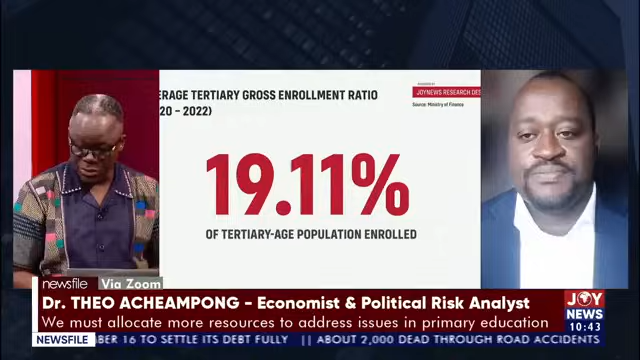 ERAGE TERTIARY GROSS ENROLLMENT RATIO
20 – 2022)
JOYNEWS RESEARCH DES
Source: Ministry of Finance
19.11%
OF TERTIARY-AGE POPULATION ENROLLED
newsfile
Via Zoom
Dr. THEO ACHEAMPONG – Economist & Political Risk Analyst
We must allocate more resources to address issues in primary education
JOY
NEWS
10:43
NEWSFILE
BER 16 TO SETTLE ITS DEBT FULLY || ABOUT 2,000 DEAD THROUGH ROAD ACCIDENTS